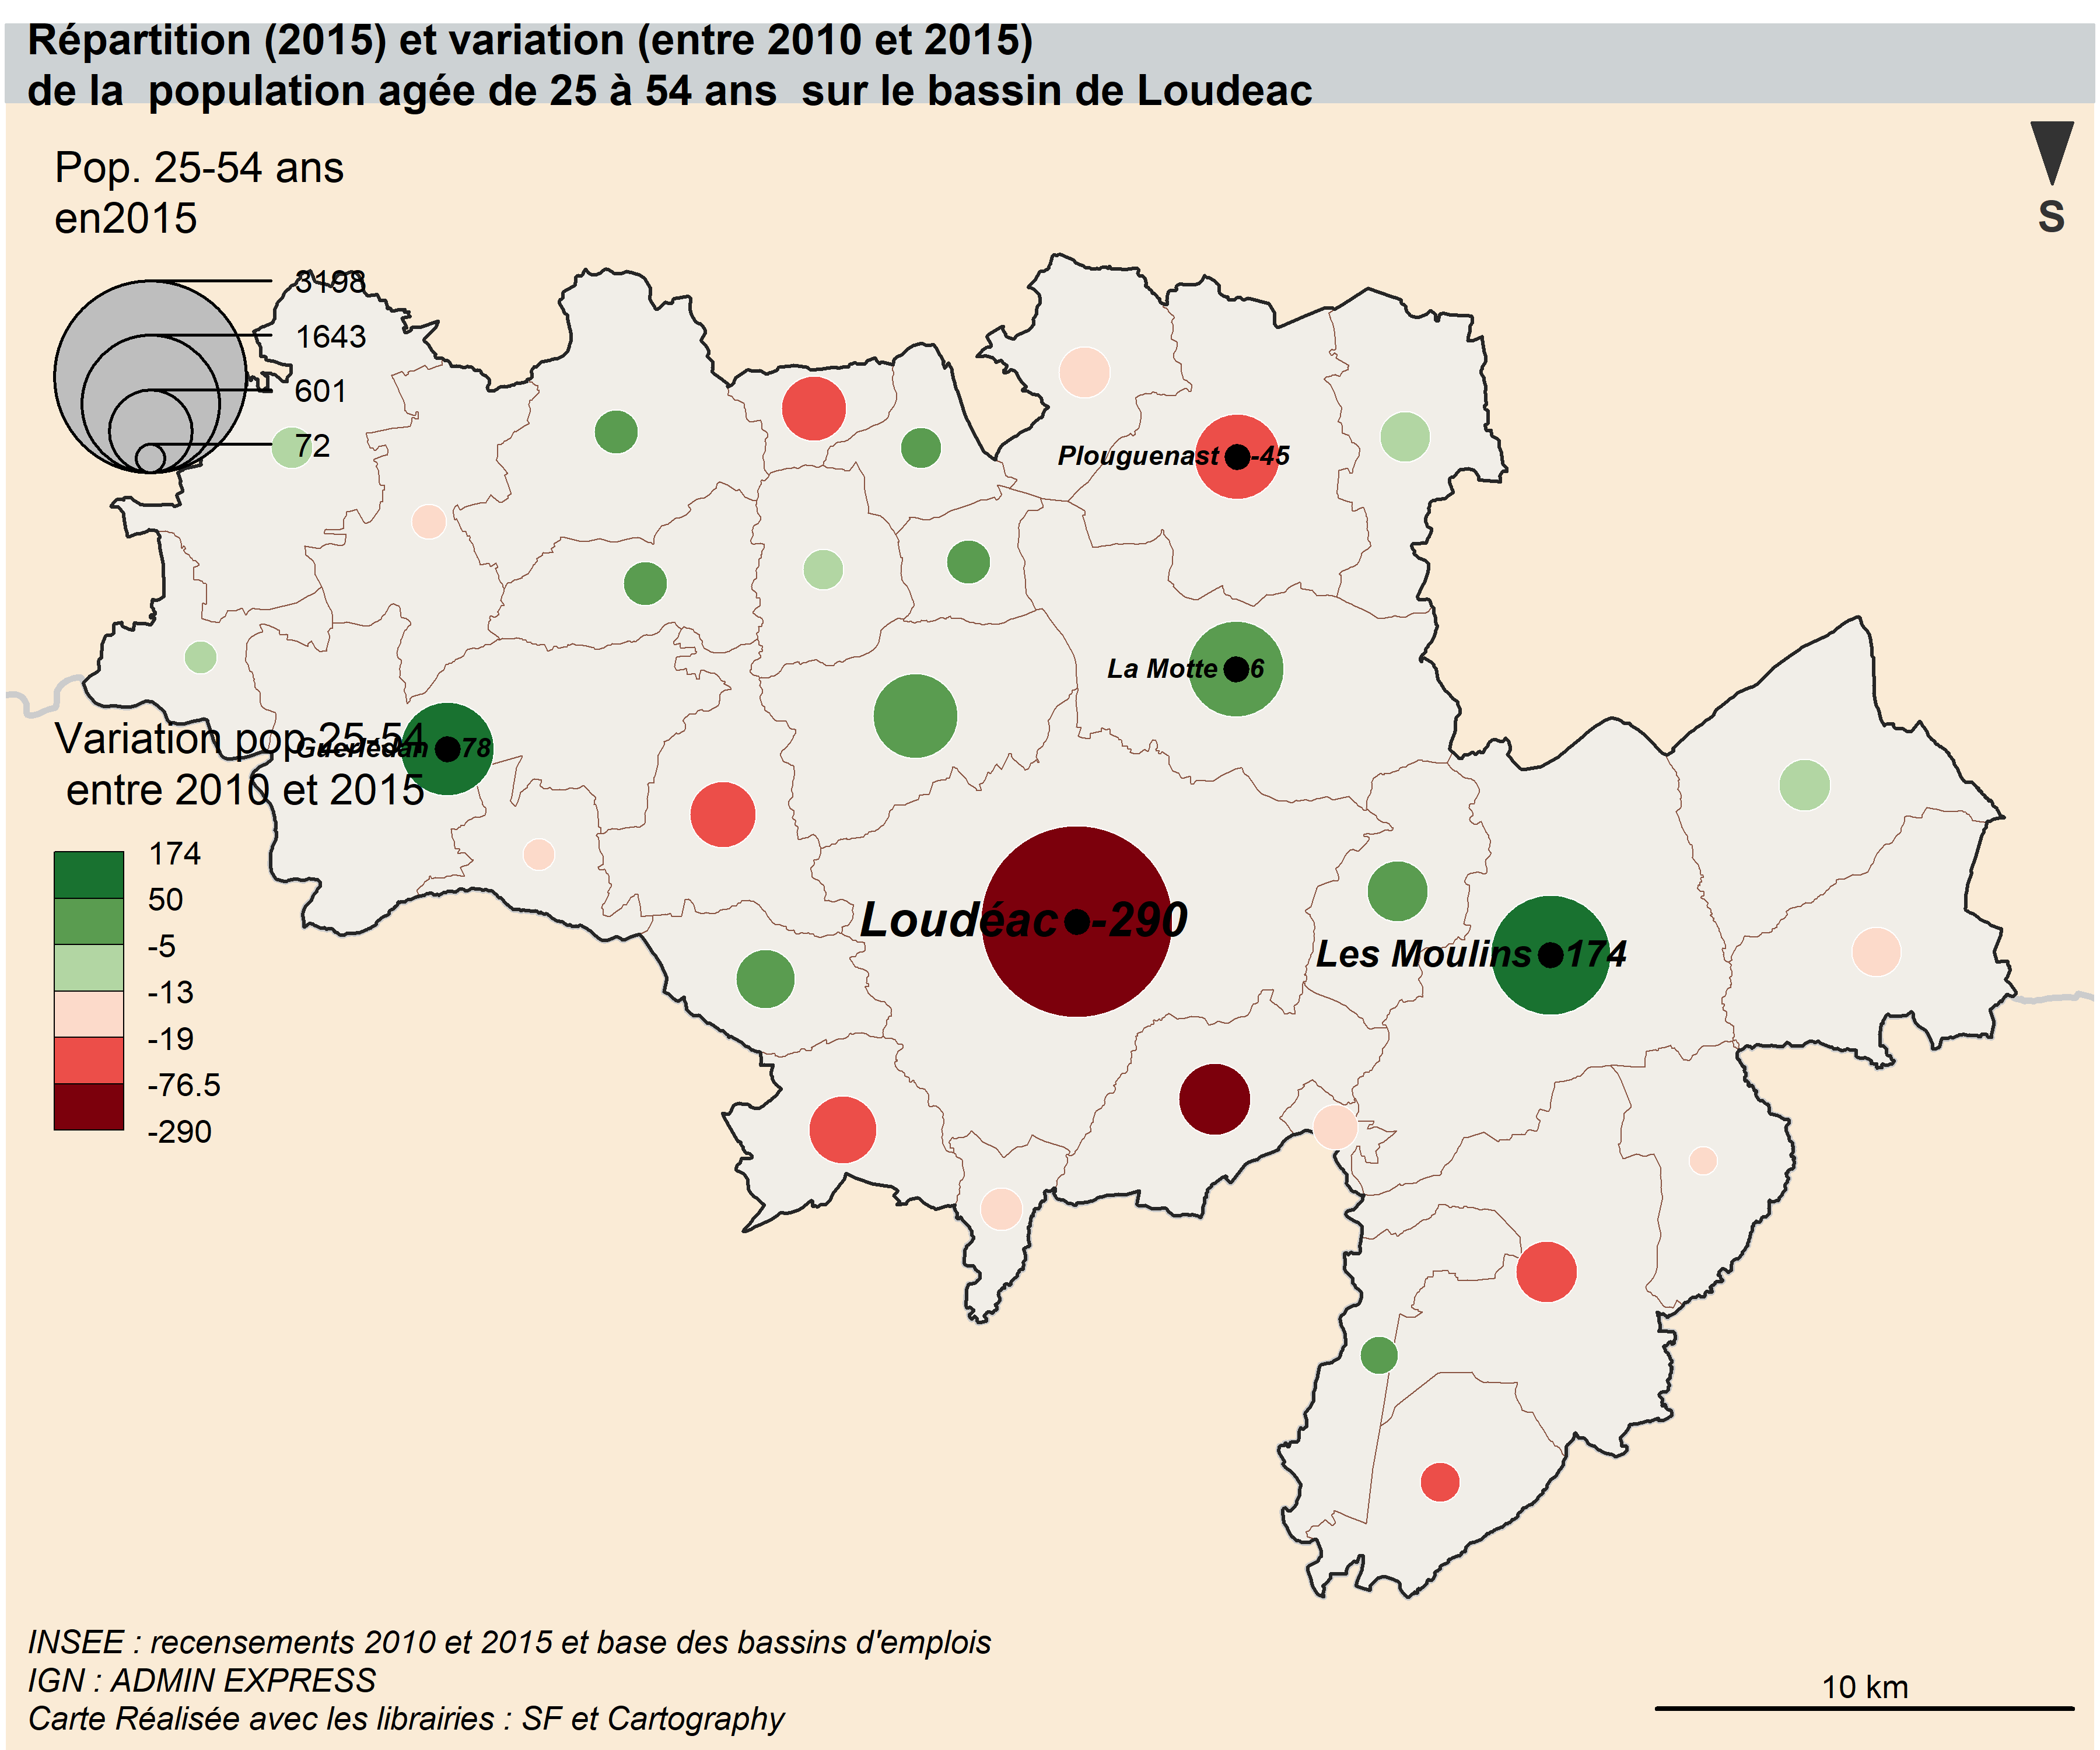 Répartition (2015) et variation (entre 2010 et 2015)
de la  population agée de 25 à 54 ans  sur le bassin de Loudeac
S
Pop. 25-54 ans
en2015
3198
1643
601
72
Plouguenast -45
La Motte 6
Variation pop 25-54
entre 2010 et 2015
Guerlédan 78
174
50
-5
-13
-19
-76.5
-290
Loudéac -290
Les Moulins 174
INSEE : recensements 2010 et 2015 et base des bassins d'emplois
IGN : ADMIN EXPRESS
Carte Réalisée avec les librairies : SF et Cartography
10 km